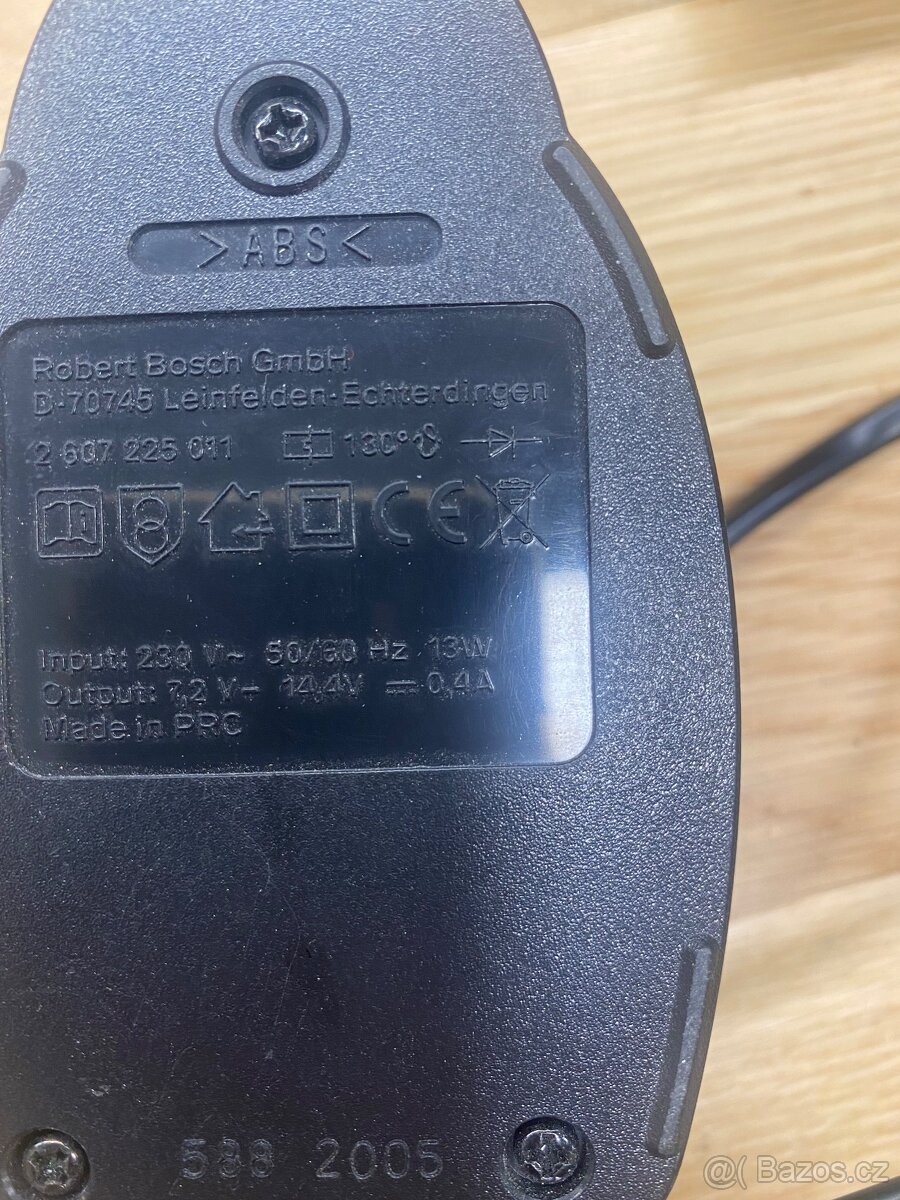 >ABS<
Robert Bosch GmbH
D-70745 Leinfelden-Echterdingen
2 607 225 011 130°
CE
Input: 230 V~ 50/60 Hz 13W
Output: 7,2 V- 14,4V 0,4A
Made in PRC
588 2005
@( Bazos.cz